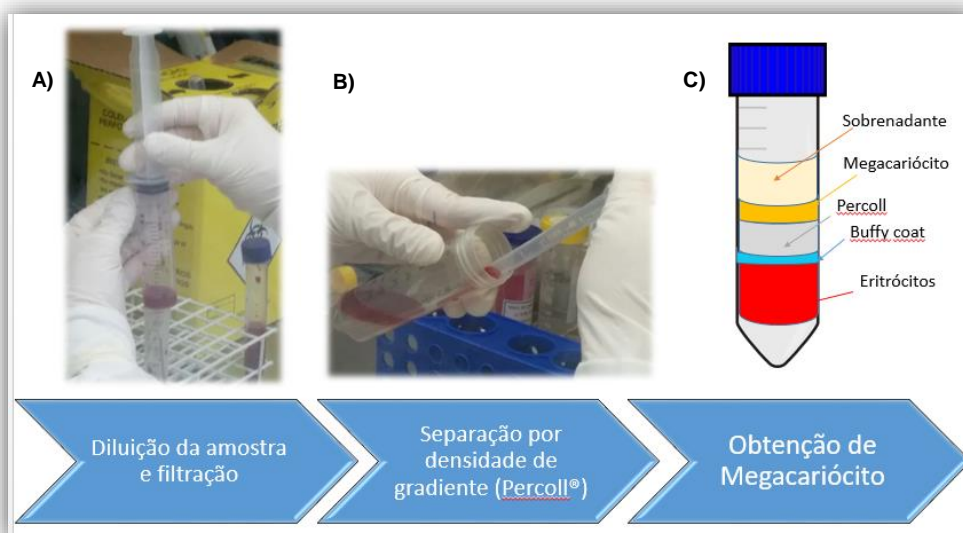 A)
B)
C)
Sobrenadante
Megacariócito
Percoll
Buffy coat
Eritrócitos
Diluição da amostra
e filtração
Separação por
densidade de
gradiente (Percoll®)
Obtenção de
Megacariócito